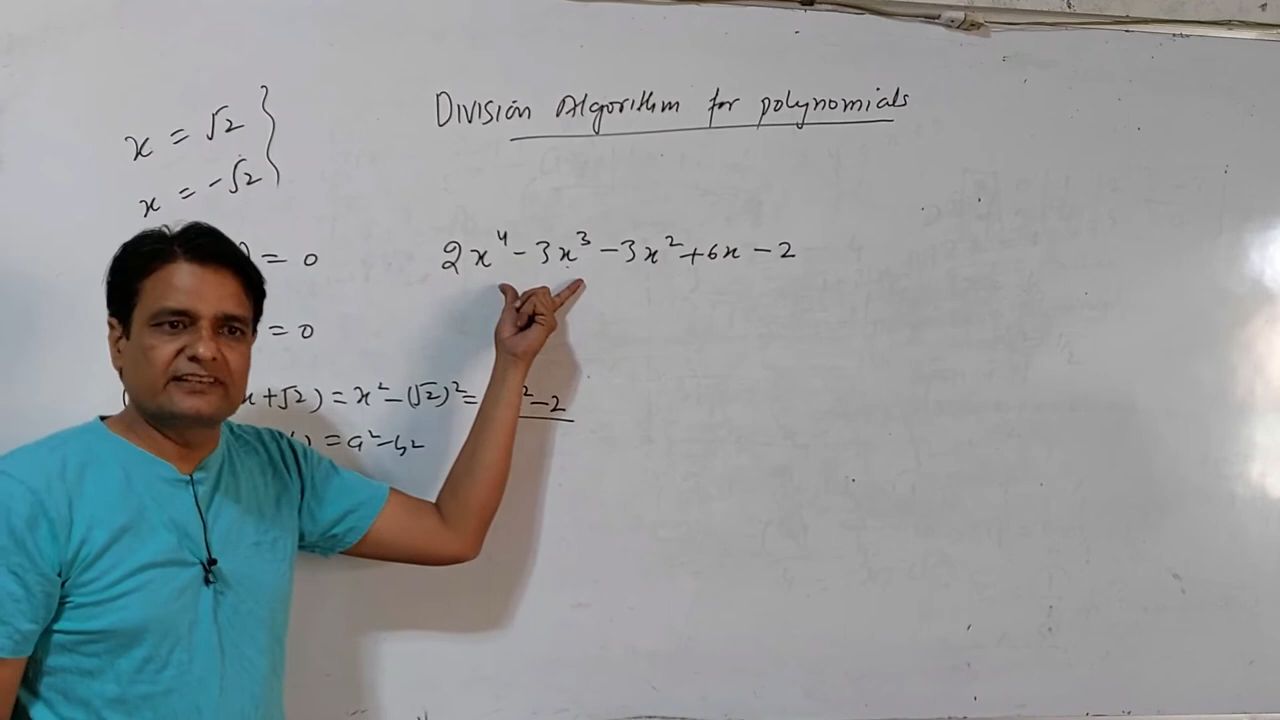 Division Algorithm for polynomials
x = √2 }
x = -√2
= 0
= 0
x+√2) = x² - (√2)² = ² - 2
) = a² - b²
2x⁴ - 3x³ - 3x² + 6x - 2